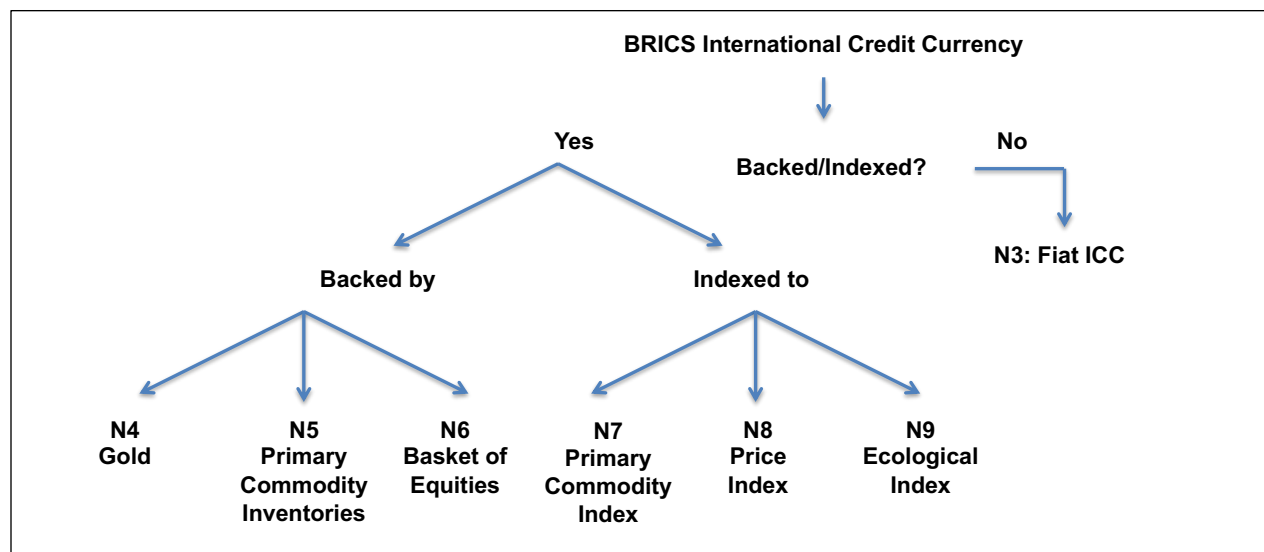 BRICS International Credit Currency
Yes
No
Backed/Indexed?
N3: Fiat ICC
Backed by
Indexed to
N4
Gold
N5
Primary
Commodity
Inventories
N6
Basket of
Equities
N7
Primary
Commodity
Index
N8
Price
Index
N9
Ecological
Index